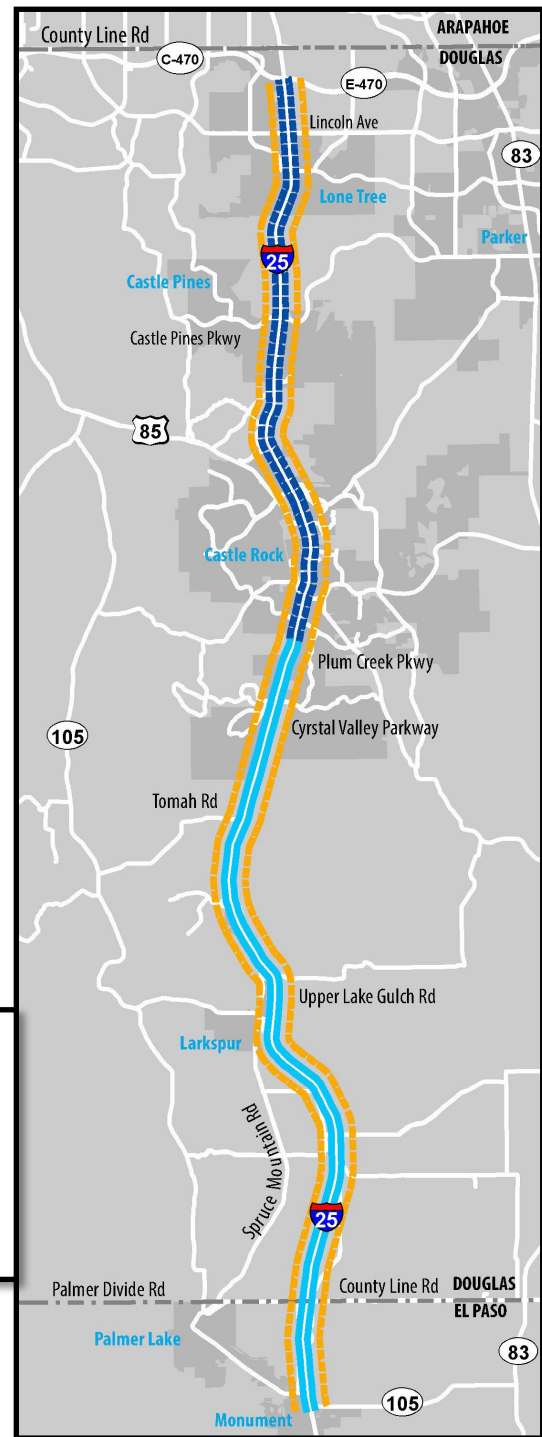 County Line Rd
ARAPAHOE
DOUGLAS
C-470
E-470
Lincoln Ave
83
Lone Tree
Parker
25
Castle Pines
Castle Pines Pkwy
85
Castle Rock
Plum Creek Pkwy
Cyrstal Valley Parkway
105
Tomah Rd
Upper Lake Gulch Rd
Larkspur
Spruce Mountain Rd
25
Palmer Divide Rd
County Line Rd
DOUGLAS
EL PASO
Palmer Lake
83
105
Monument